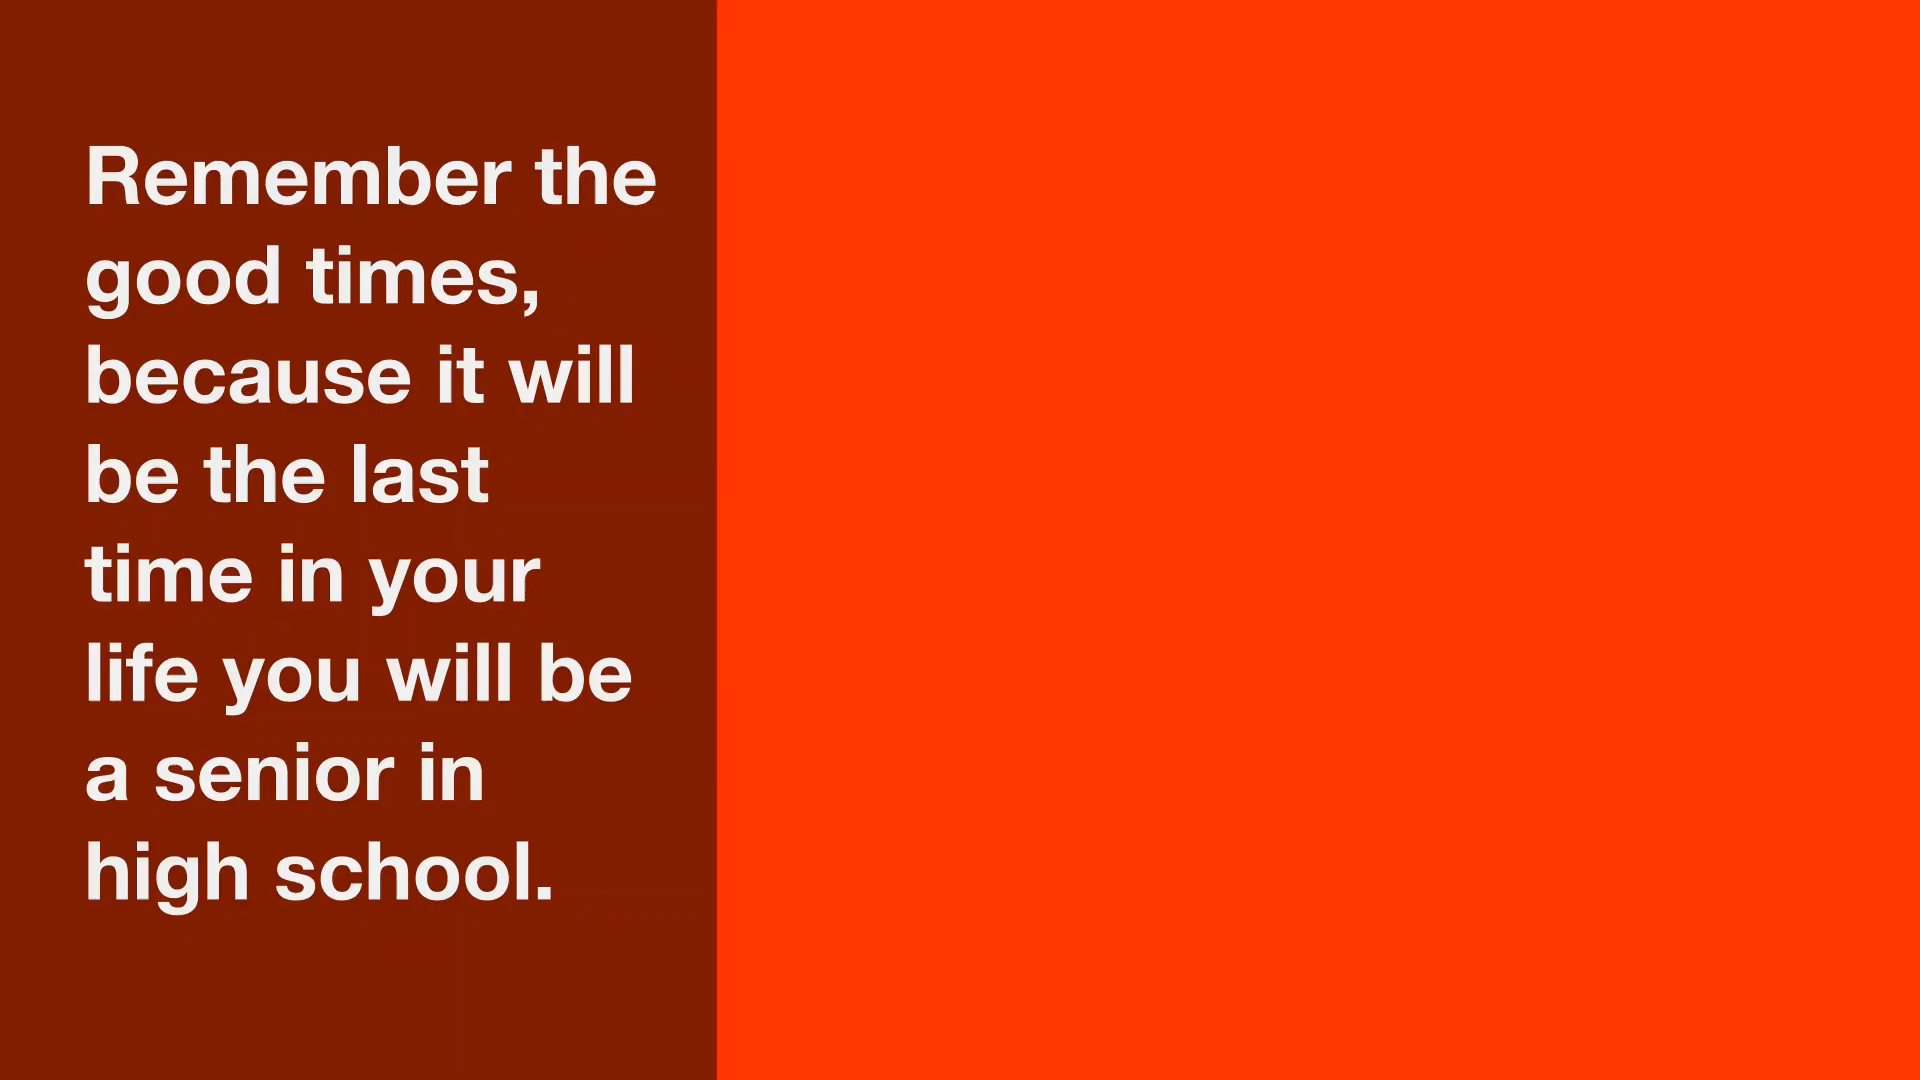 Remember the
good times,
because it will
be the last
time in your
life you will be
a senior in
high school.